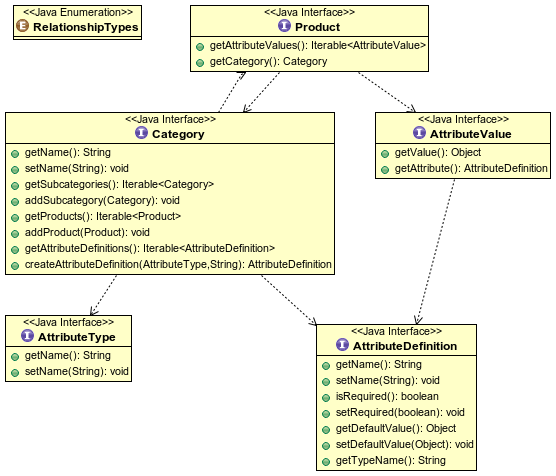 <<Java Enumeration>>
E RelationshipTypes
<<Java Interface>>
I Product
getAttributeValues(): Iterable<AttributeValue>
getCategory(): Category
<<Java Interface>>
I Category
getName(): String
setName(String): void
getSubcategories(): Iterable<Category>
addSubcategory(Category): void
getProducts(): Iterable<Product>
addProduct(Product): void
getAttributeDefinitions(): Iterable<AttributeDefinition>
createAttributeDefinition(AttributeType,String): AttributeDefinition
<<Java Interface>>
I AttributeValue
getValue(): Object
getAttribute(): AttributeDefinition
<<Java Interface>>
I AttributeType
getName(): String
setName(String): void
<<Java Interface>>
I AttributeDefinition
getName(): String
setName(String): void
isRequired(): boolean
setRequired(boolean): void
getDefaultValue(): Object
setDefaultValue(Object): void
getTypeName(): String